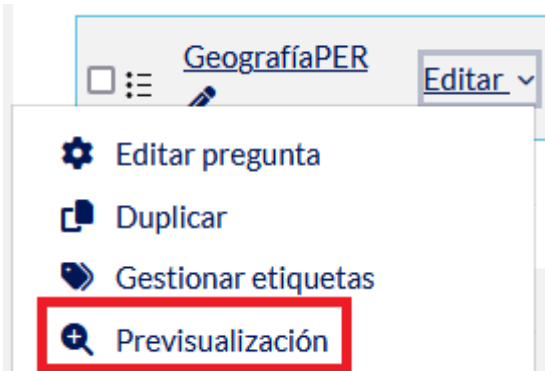 GeografíaPER
Editar
Editar pregunta
Duplicar
Gestionar etiquetas
Previsualización